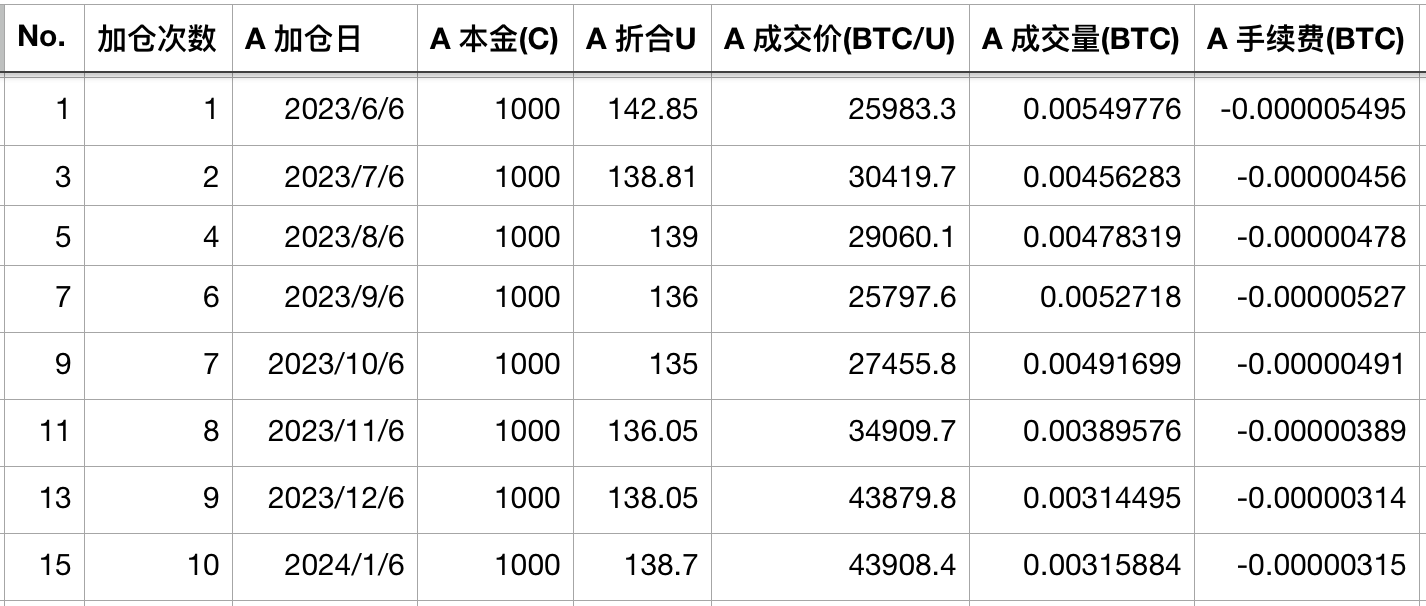 No. 加仓次数 A 加仓日 A 本金(C) A 折合U A 成交价(BTC/U) A 成交量(BTC) A 手续费(BTC)
1 1 2023/6/6 1000 142.85 25983.3 0.00549776 -0.000005495
3 2 2023/7/6 1000 138.81 30419.7 0.00456283 -0.00000456
5 4 2023/8/6 1000 139 29060.1 0.00478319 -0.00000478
7 6 2023/9/6 1000 136 25797.6 0.0052718 -0.00000527
9 7 2023/10/6 1000 135 27455.8 0.00491699 -0.00000491
11 8 2023/11/6 1000 136.05 34909.7 0.00389576 -0.00000389
13 9 2023/12/6 1000 138.05 43879.8 0.00314495 -0.00000314
15 10 2024/1/6 1000 138.7 43908.4 0.00315884 -0.00000315